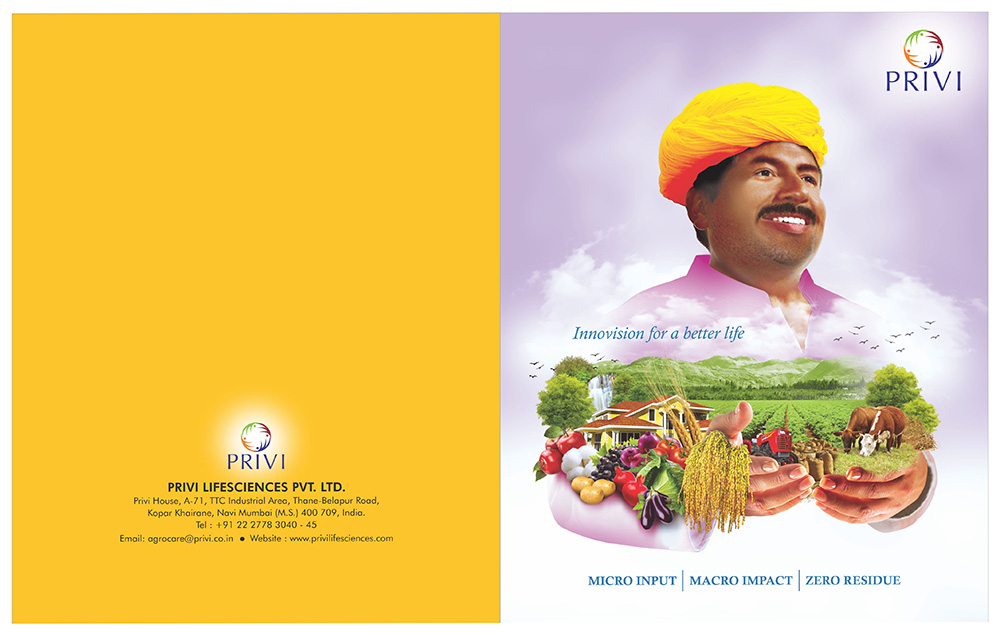 PRIVI
PRIVI LIFESCIENCES PVT. LTD.
Privi House, A-71, TTC Industrial Area, Thane-Belapur Road,
Kopar Khairane, Navi Mumbai (M.S.) 400 709, India.
Tel : +91 22 2778 3040 - 45
Email: agrocare@privi.co.in ● Website : www.privilifesciences.com
PRIVI
Innovision for a better life
MICRO INPUT | MACRO IMPACT | ZERO RESIDUE